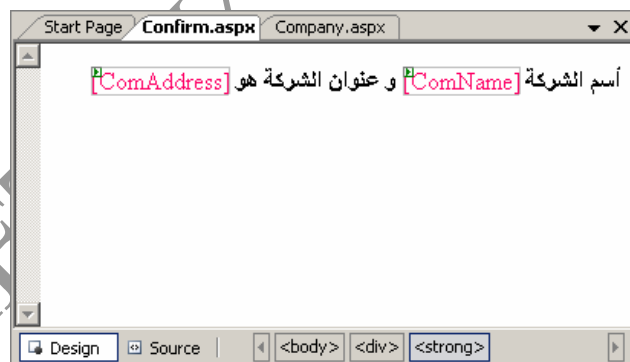 Start Page Confirm.aspx Company.aspx
أسم الشركة [ComName] و عنوان الشركة هو [ComAddress]
Design Source <body> <div> <strong>